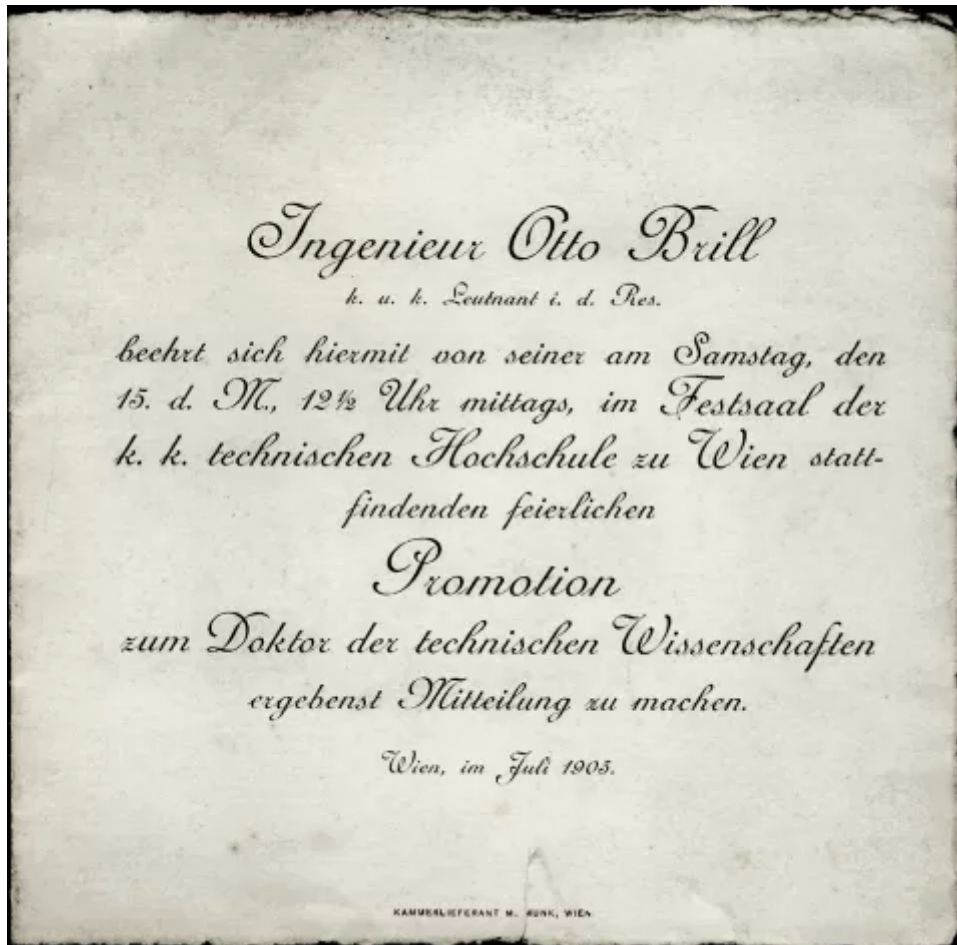 Ingenieur Otto Brill
k. u. k. Leutnant i. d. Res.
beehrt sich hiermit von seiner am Samstag, den
15. d. M., 12½ Uhr mittags, im Festsaal der
k. k. technischen Hochschule zu Wien statt-
findenden feierlichen
Promotion
zum Doktor der technischen Wissenschaften
ergebenst Mitteilung zu machen.
Wien, im Juli 1905.
KAMMERLIEFERANT M. MUNK, WIEN